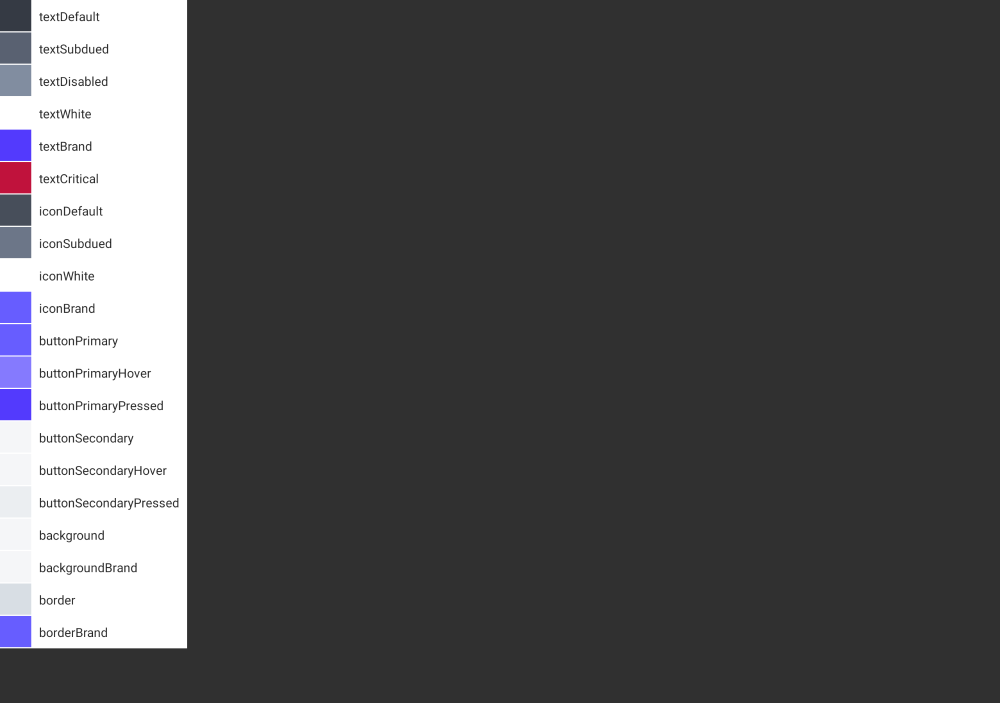 textDefault
textSubdued
textDisabled
textWhite
textBrand
textCritical
iconDefault
iconSubdued
iconWhite
iconBrand
buttonPrimary
buttonPrimaryHover
buttonPrimaryPressed
buttonSecondary
buttonSecondaryHover
buttonSecondaryPressed
background
backgroundBrand
border
borderBrand